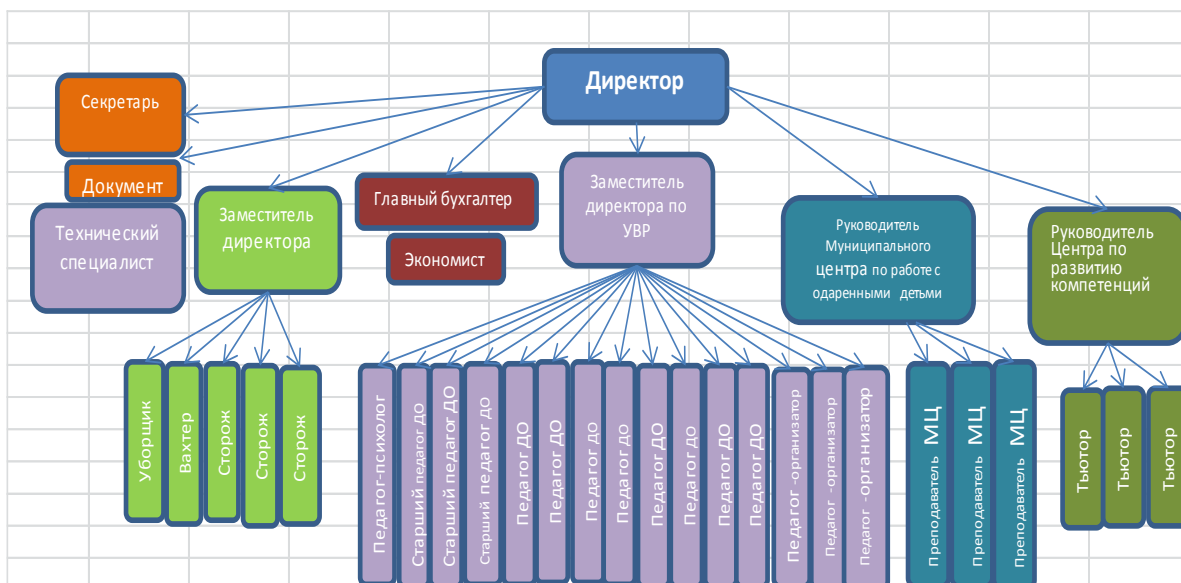 Директор
Секретарь
Документ
Технический
специалист
Заместитель
директора
Главный бухгалтер
Экономист
Заместитель
директора по
УВР
Руководитель
Муниципального
центра по работе с
одаренными детьми
Руководитель
Центра по
развитию
компетенций
Уборщик
Вахтер
Сторож
Сторож
Сторож
Педагог-психолог
Старший педагог ДО
Старший педагог ДО
Старший педагог ДО
Педагог ДО
Педагог ДО
Педагог ДО
Педагог ДО
Педагог ДО
Педагог ДО
Педагог ДО
Педагог ДО
Педагог -организатор
Педагог -организатор
Педагог -организатор
Преподаватель МЦ
Преподаватель МЦ
Преподаватель МЦ
Тьютор
Тьютор
Тьютор